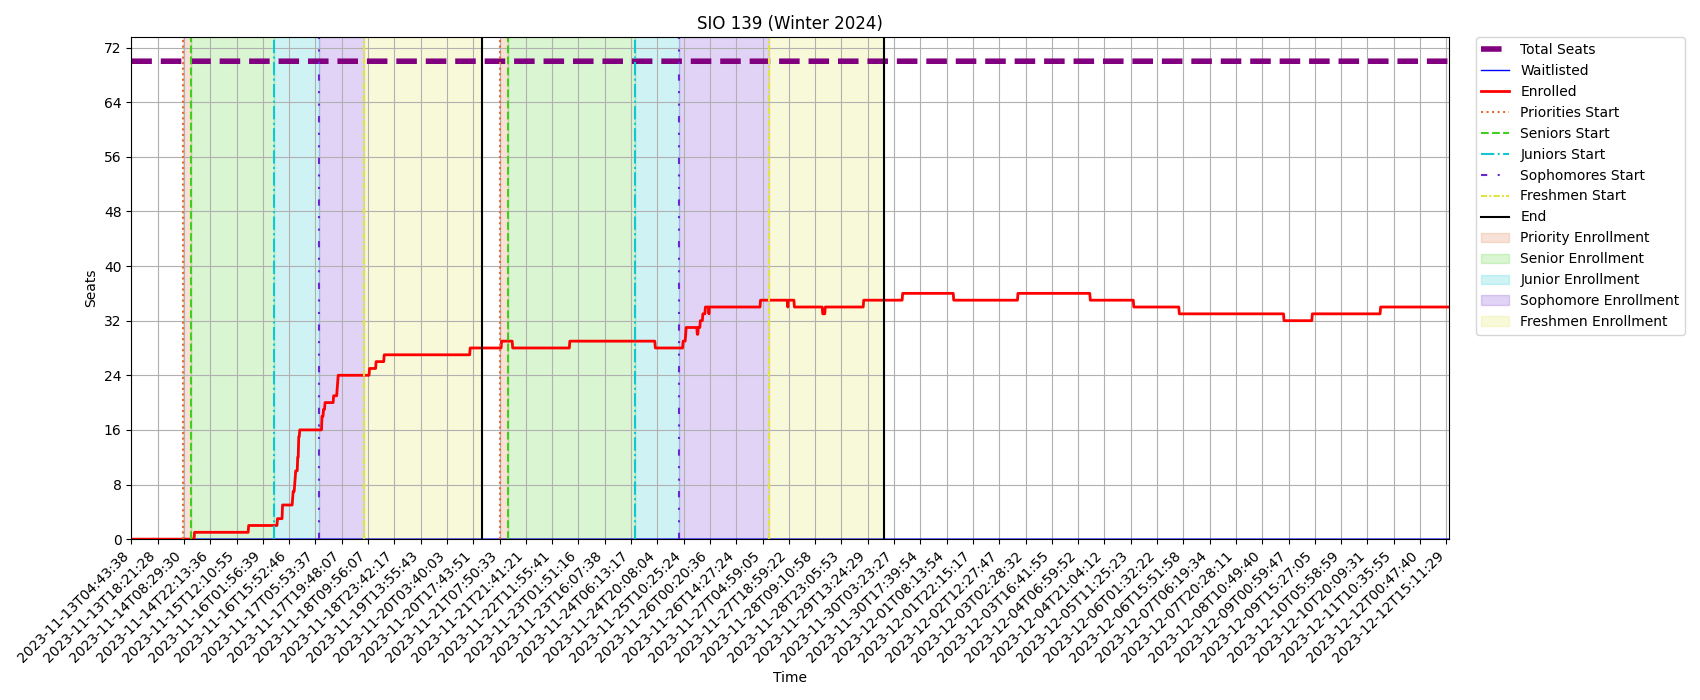 SIO 139 (Winter 2024)
72
64
56
48
40
32
24
16
8
0
Seats
2023-11-13T04:43:38
2023-11-13T18:21:28
2023-11-14T08:29:30
2023-11-14T22:13:36
2023-11-15T12:10:55
2023-11-16T01:56:39
2023-11-16T15:52:46
2023-11-17T05:53:37
2023-11-17T19:48:07
2023-11-18T09:56:07
2023-11-18T23:42:17
2023-11-19T13:55:43
2023-11-20T03:40:03
2023-11-20T17:43:51
2023-11-21T07:50:33
2023-11-21T21:41:21
2023-11-22T11:55:41
2023-11-23T01:51:16
2023-11-23T16:07:38
2023-11-24T06:13:17
2023-11-24T20:08:04
2023-11-25T10:25:24
2023-11-26T00:20:36
2023-11-26T14:27:24
2023-11-27T04:59:05
2023-11-27T18:59:22
2023-11-28T09:10:58
2023-11-28T23:05:53
2023-11-29T13:24:29
2023-11-30T03:23:27
2023-11-30T17:39:54
2023-12-01T08:13:54
2023-12-01T22:15:17
2023-12-02T12:27:47
2023-12-03T02:28:32
2023-12-03T16:41:55
2023-12-04T06:59:52
2023-12-04T21:04:12
2023-12-05T11:25:23
2023-12-06T01:32:22
2023-12-06T15:51:58
2023-12-07T06:19:34
2023-12-07T20:28:11
2023-12-08T10:49:40
2023-12-09T00:59:47
2023-12-09T15:27:05
2023-12-10T05:58:59
2023-12-10T20:09:31
2023-12-11T10:35:55
2023-12-12T00:47:40
2023-12-12T15:11:29
Time
Total Seats
Waitlisted
Enrolled
Priorities Start
Seniors Start
Juniors Start
Sophomores Start
Freshmen Start
End
Priority Enrollment
Senior Enrollment
Junior Enrollment
Sophomore Enrollment
Freshmen Enrollment